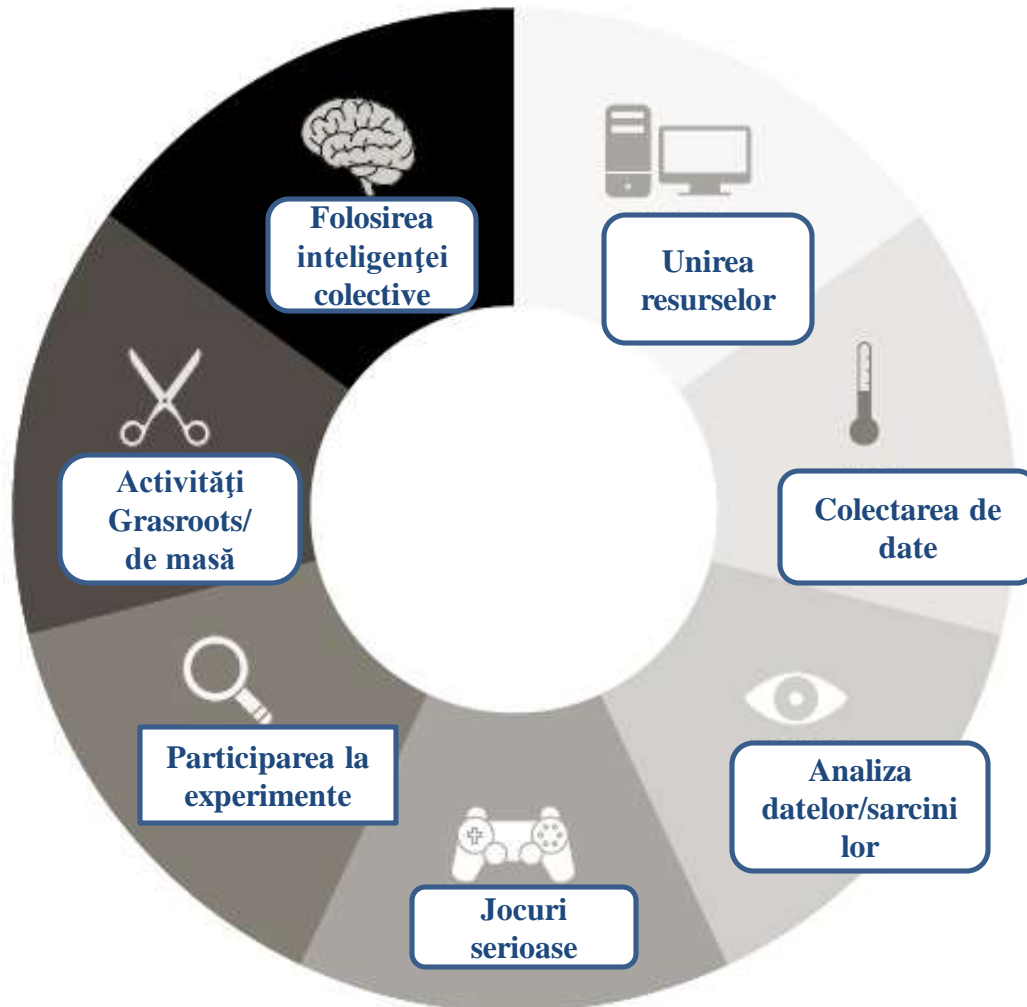 Folosirea
inteligenţei
colective
Unirea
resurselor
Colectarea de
date
Analiza
datelor/sarcini
lor
Jocuri
serioase
Participarea la
experimente
Activităţi
Grasroots/
de masă